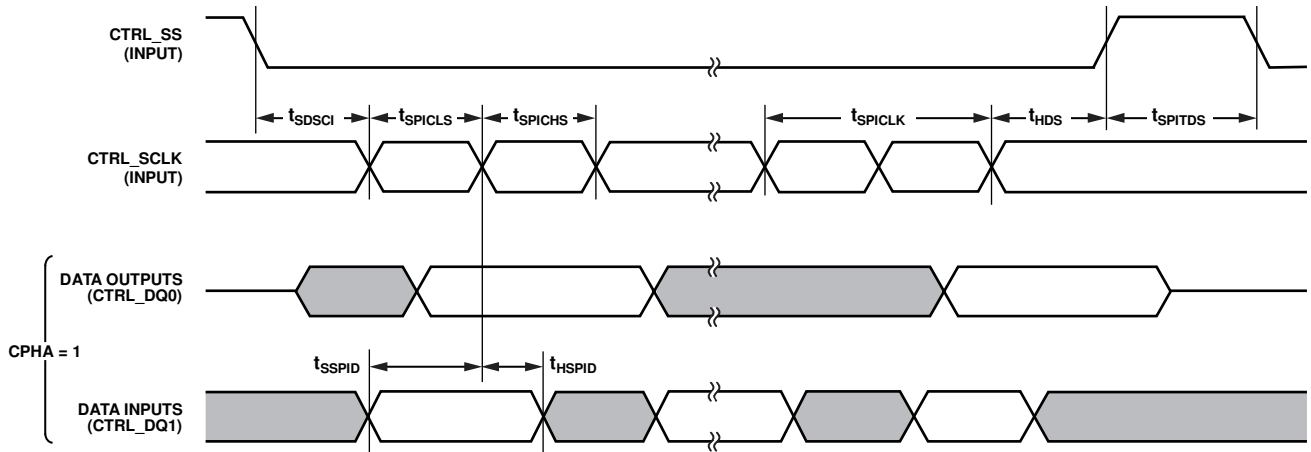 CTRL_SS
(INPUT)
tSDSCI
tSPICLS
tSPICHS
tSPICLK
tHDS
tSPITDS
CTRL_SCLK
(INPUT)
DATA OUTPUTS
(CTRL_DQ0)
CPHA = 1
tSSPID
tHSPID
DATA INPUTS
(CTRL_DQ1)